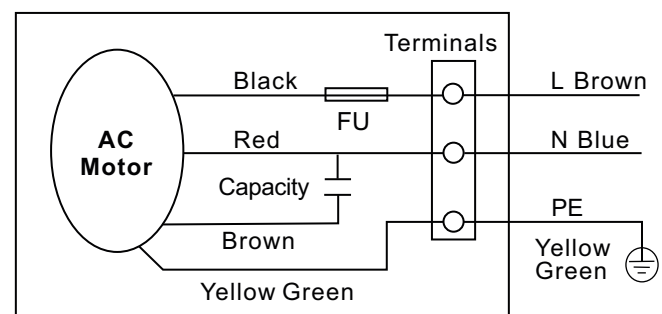 Terminals
Black
L Brown
FU
AC
Motor
Red
N Blue
Capacity
PE
Brown
Yellow
Green
Yellow Green